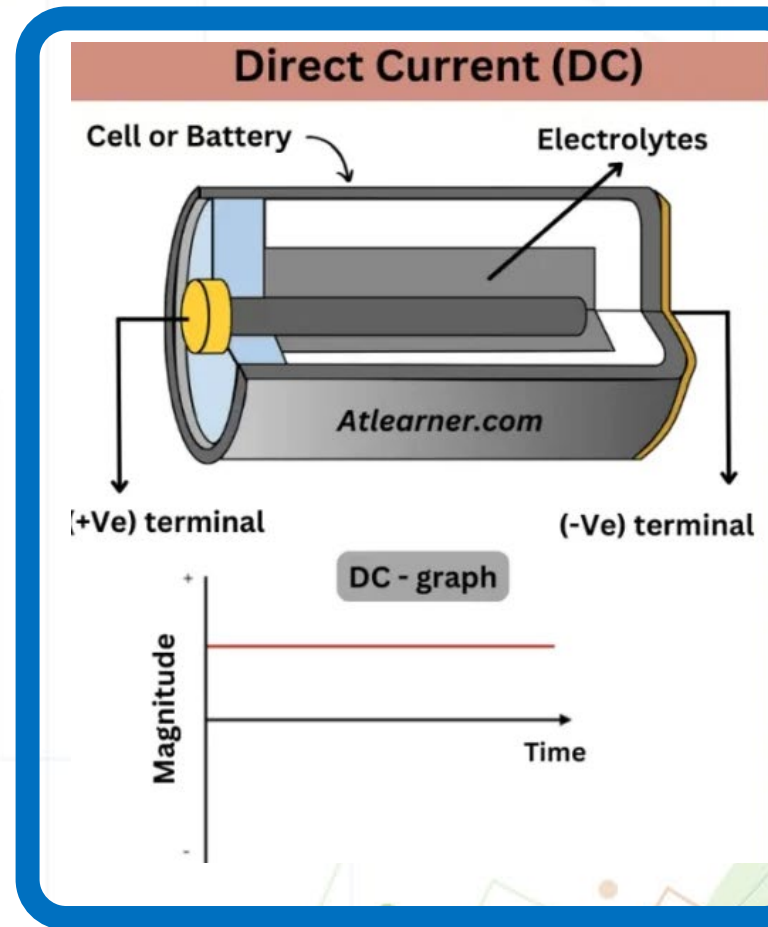 Direct Current (DC)
Cell or Battery
Electrolytes
Atlearner.com
(+Ve) terminal
(-Ve) terminal
DC - graph
+
Magnitude
Time
-